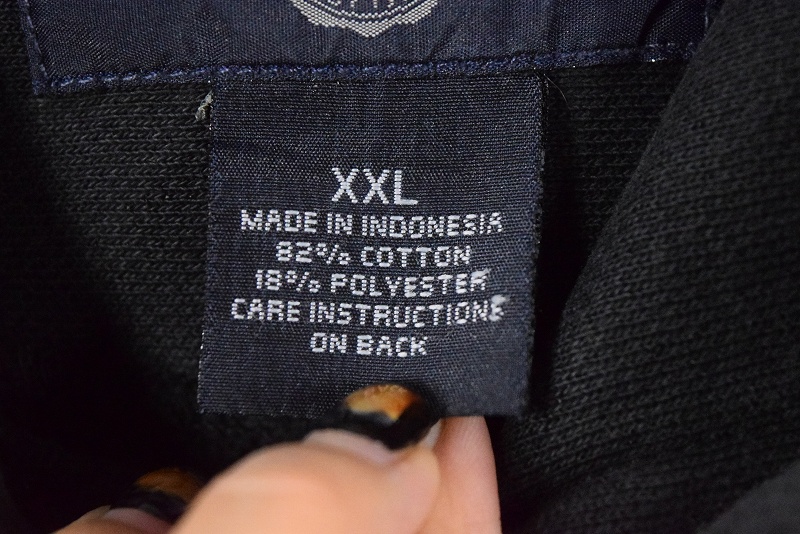 XXL
MADE IN INDONESIA
82% COTTON
18% POLYESTER
CARE INSTRUCTIONS
ON BACK